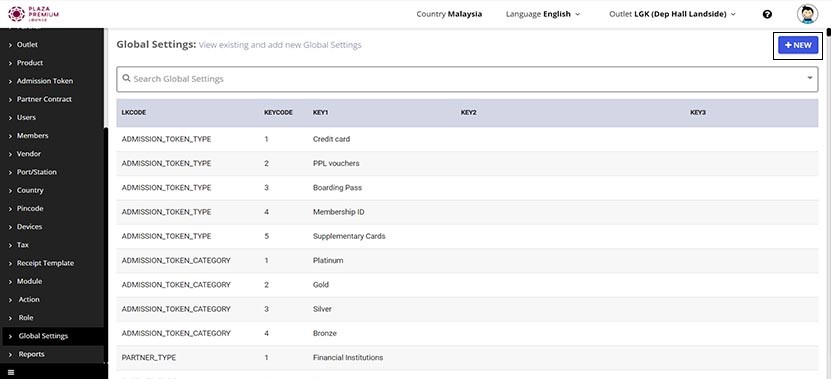 PLAZA
PREMIUM
LOUNGE
Country Malaysia
Language English
Outlet LGK (Dep Hall Landside)
Outlet
Product
Admission Token
Partner Contract
Users
Members
Vendor
Port/Station
Country
Pincode
Devices
Tax
Receipt Template
Module
Action
Role
Global Settings
Reports
Global Settings: View existing and add new Global Settings
+ NEW
Search Global Settings
LKCODE KEYCODE KEY1 KEY2 KEY3
ADMISSION_TOKEN_TYPE 1 Credit card
ADMISSION_TOKEN_TYPE 2 PPL vouchers
ADMISSION_TOKEN_TYPE 3 Boarding Pass
ADMISSION_TOKEN_TYPE 4 Membership ID
ADMISSION_TOKEN_TYPE 5 Supplementary Cards
ADMISSION_TOKEN_CATEGORY 1 Platinum
ADMISSION_TOKEN_CATEGORY 2 Gold
ADMISSION_TOKEN_CATEGORY 3 Silver
ADMISSION_TOKEN_CATEGORY 4 Bronze
PARTNER_TYPE 1 Financial Institutions